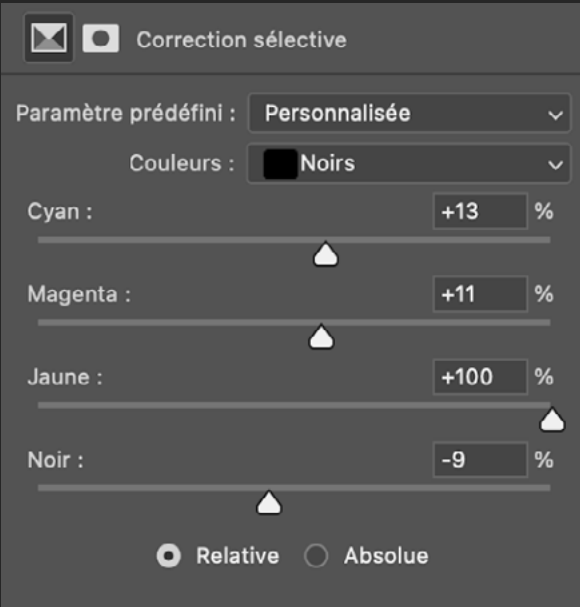 Correction sélective
Paramètre prédéfini : Personnalisée
Couleurs : Noirs
Cyan : +13 %
Magenta : +11 %
Jaune : +100 %
Noir : -9 %
Relative Absolue